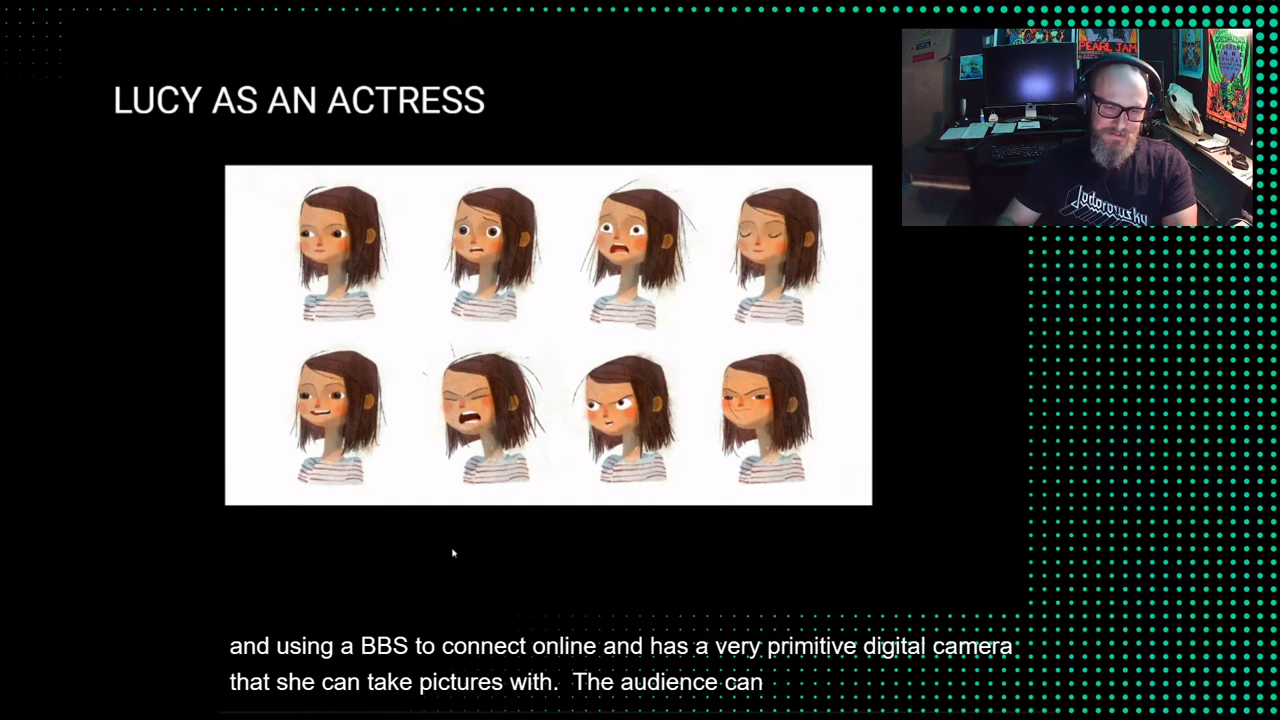 LUCY AS AN ACTRESS
PEARL JAM
Jodorowsky
and using a BBS to connect online and has a very primitive digital camera
that she can take pictures with.  The audience can